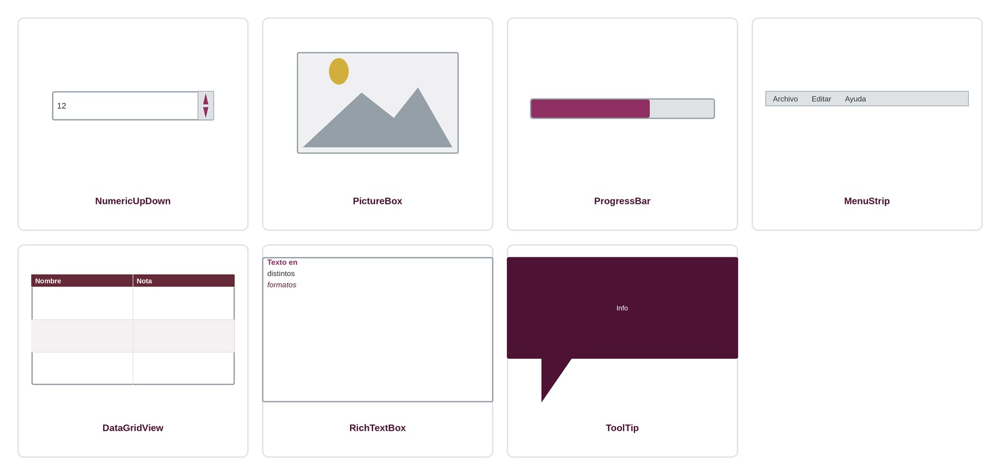 12
NumericUpDown
PictureBox
ProgressBar
Archivo Editar Ayuda
MenuStrip
Nombre Nota
DataGridView
Texto en
distintos
formatos
RichTextBox
Info
ToolTip